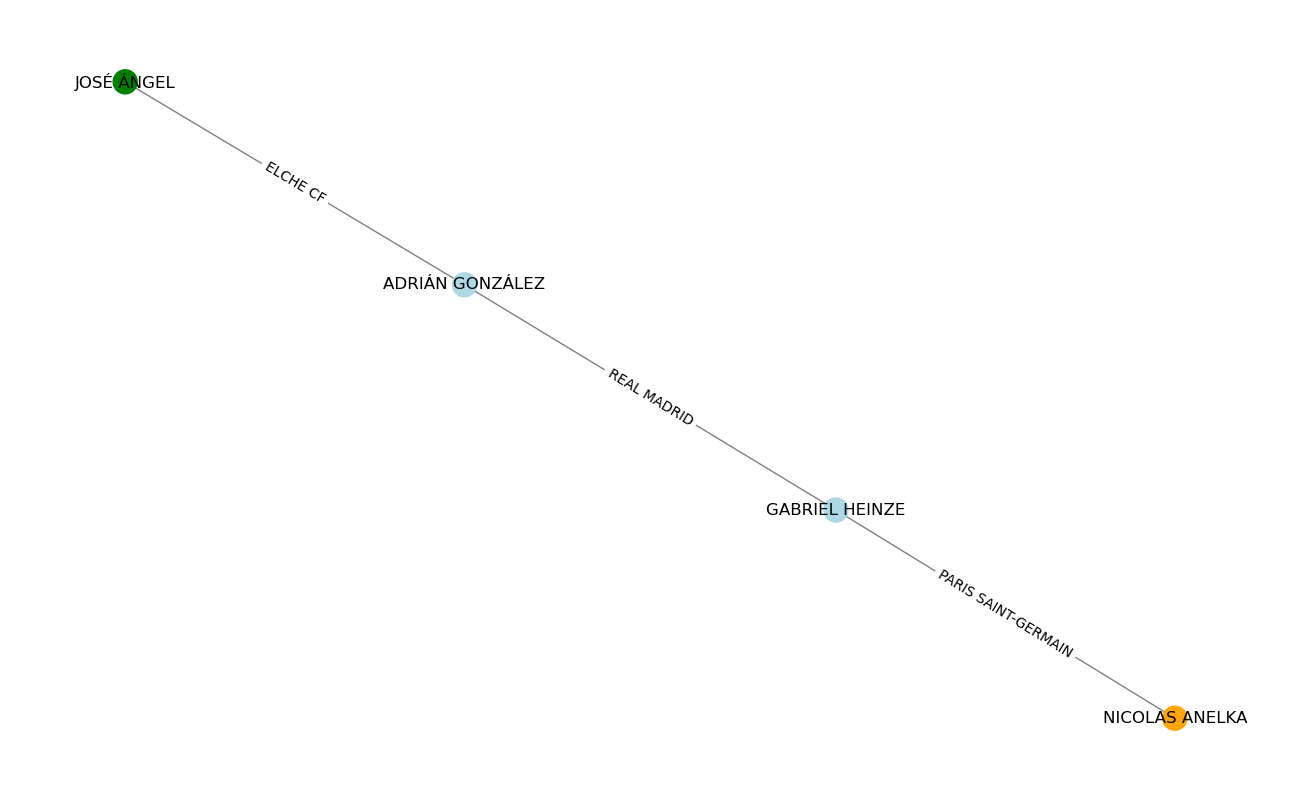 JOSÉ ÁNGEL
ELCHE CF
ADRIÁN GONZÁLEZ
REAL MADRID
GABRIEL HEINZE
PARIS SAINT-GERMAIN
NICOLAS ANELKA